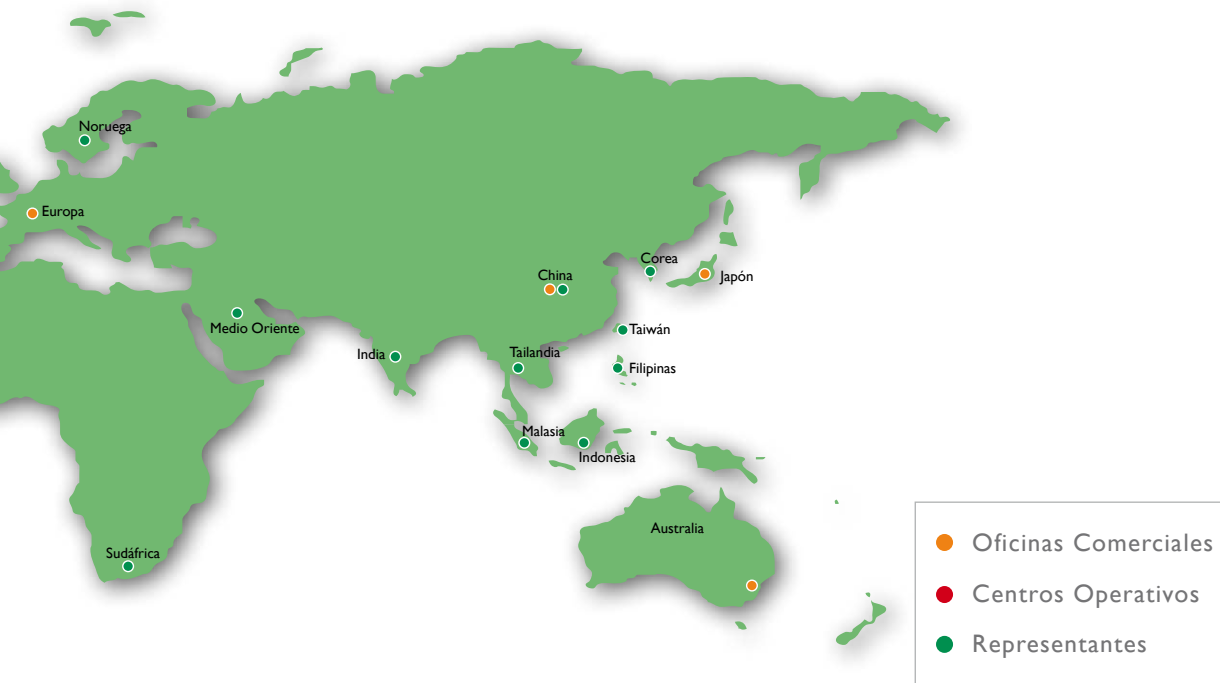 Noruega
Europa
Corea
China
Japón
Medio Oriente
Taiwán
India
Tailandia
Filipinas
Malasia
Indonesia
Australia
Sudáfrica
Oficinas Comerciales
Centros Operativos
Representantes